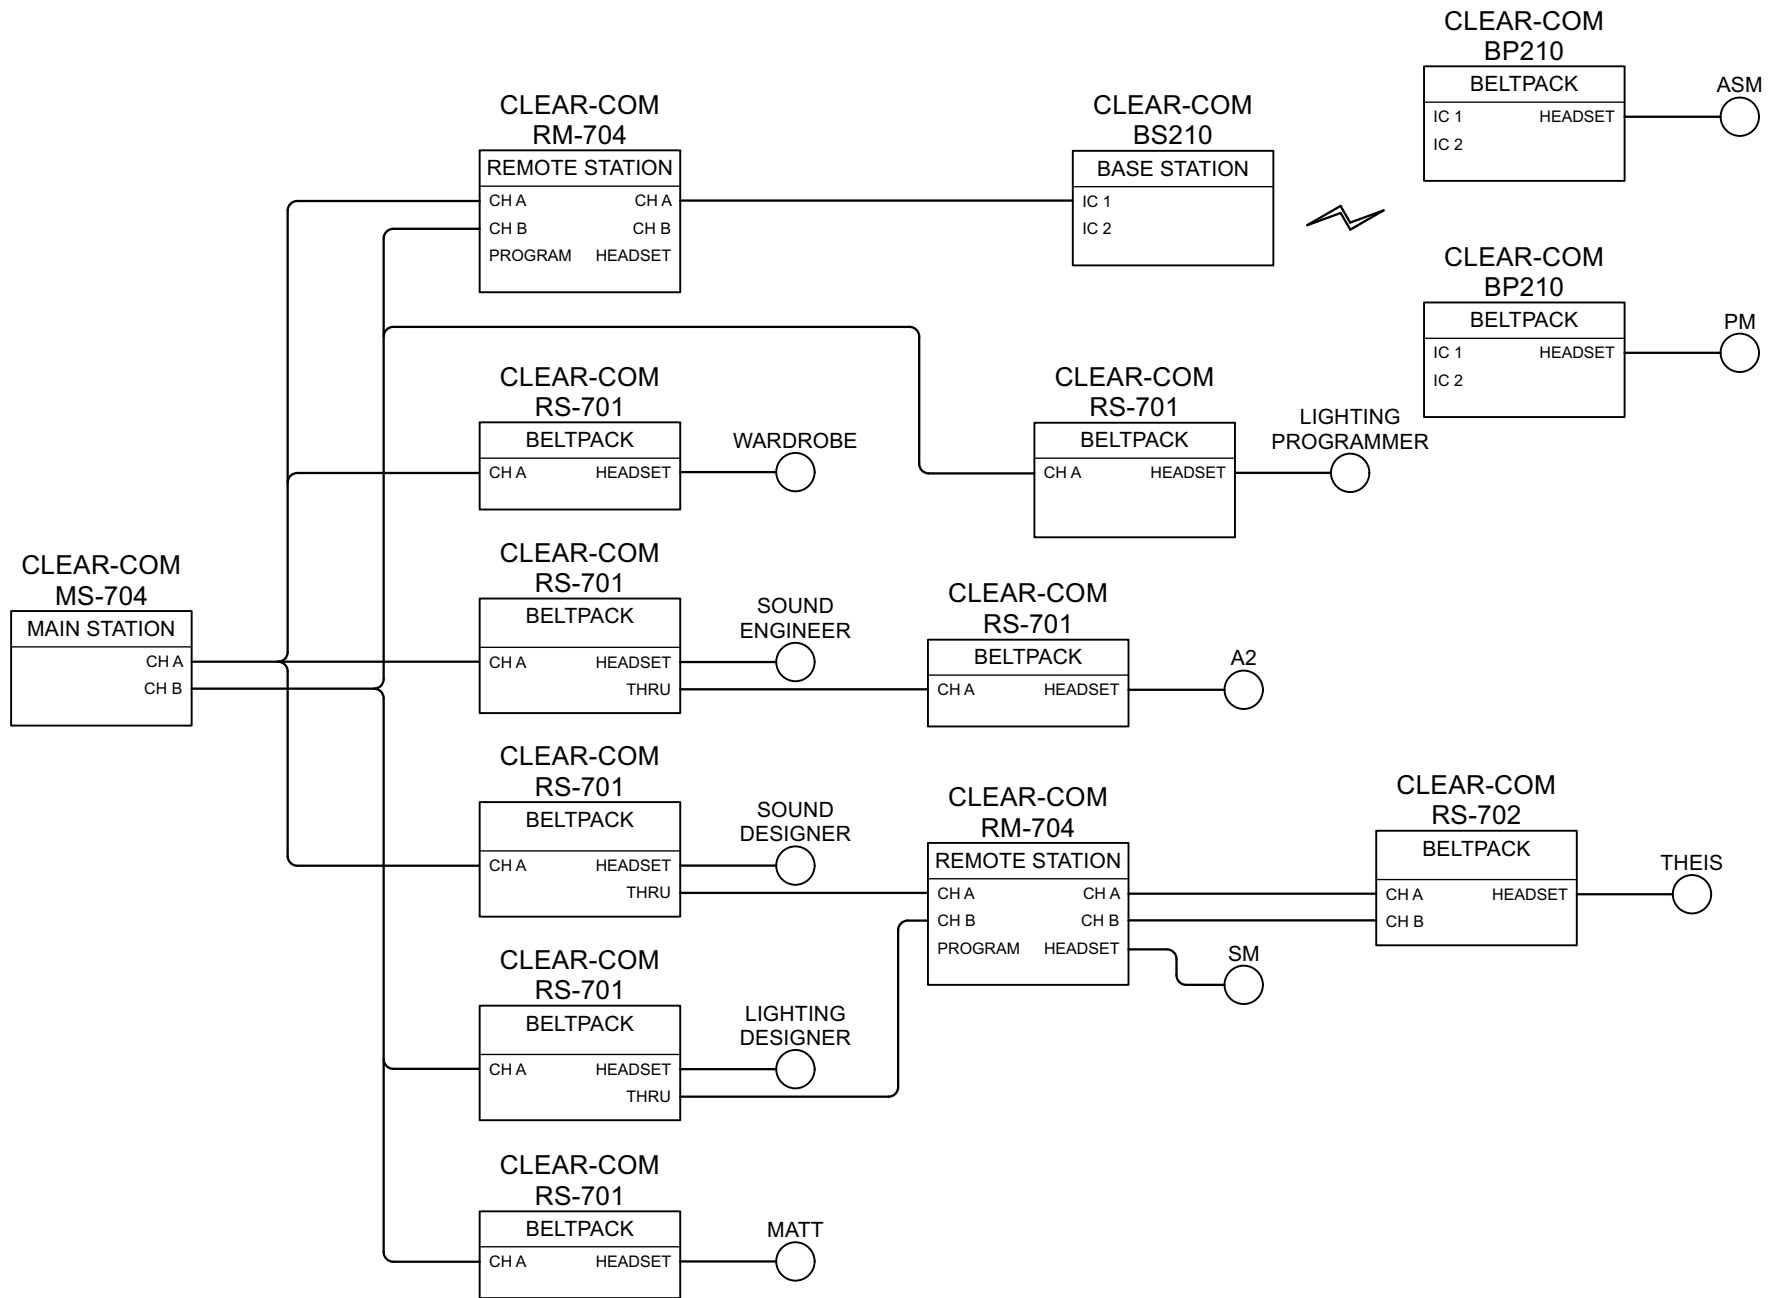 CLEAR-COM
BP210
BELTPACK
IC 1 HEADSET
IC 2
ASM
CLEAR-COM
RM-704
REMOTE STATION
CH A CH A
CH B CH B
PROGRAM HEADSET
CLEAR-COM
BS210
BASE STATION
IC 1
IC 2
CLEAR-COM
BP210
BELTPACK
IC 1 HEADSET
IC 2
PM
CLEAR-COM
RS-701
BELTPACK
CH A HEADSET
WARDROBE
CLEAR-COM
RS-701
BELTPACK
CH A HEADSET
LIGHTING
PROGRAMMER
CLEAR-COM
MS-704
MAIN STATION
CH A
CH B
CLEAR-COM
RS-701
BELTPACK
CH A HEADSET
THRU
SOUND
ENGINEER
CLEAR-COM
RS-701
BELTPACK
CH A HEADSET
A2
CLEAR-COM
RS-701
BELTPACK
CH A HEADSET
THRU
SOUND
DESIGNER
CLEAR-COM
RM-704
REMOTE STATION
CH A CH A
CH B CH B
PROGRAM HEADSET
SM
CLEAR-COM
RS-702
BELTPACK
CH A HEADSET
CH B
THEIS
CLEAR-COM
RS-701
BELTPACK
CH A HEADSET
THRU
LIGHTING
DESIGNER
CLEAR-COM
RS-701
BELTPACK
CH A HEADSET
MATT